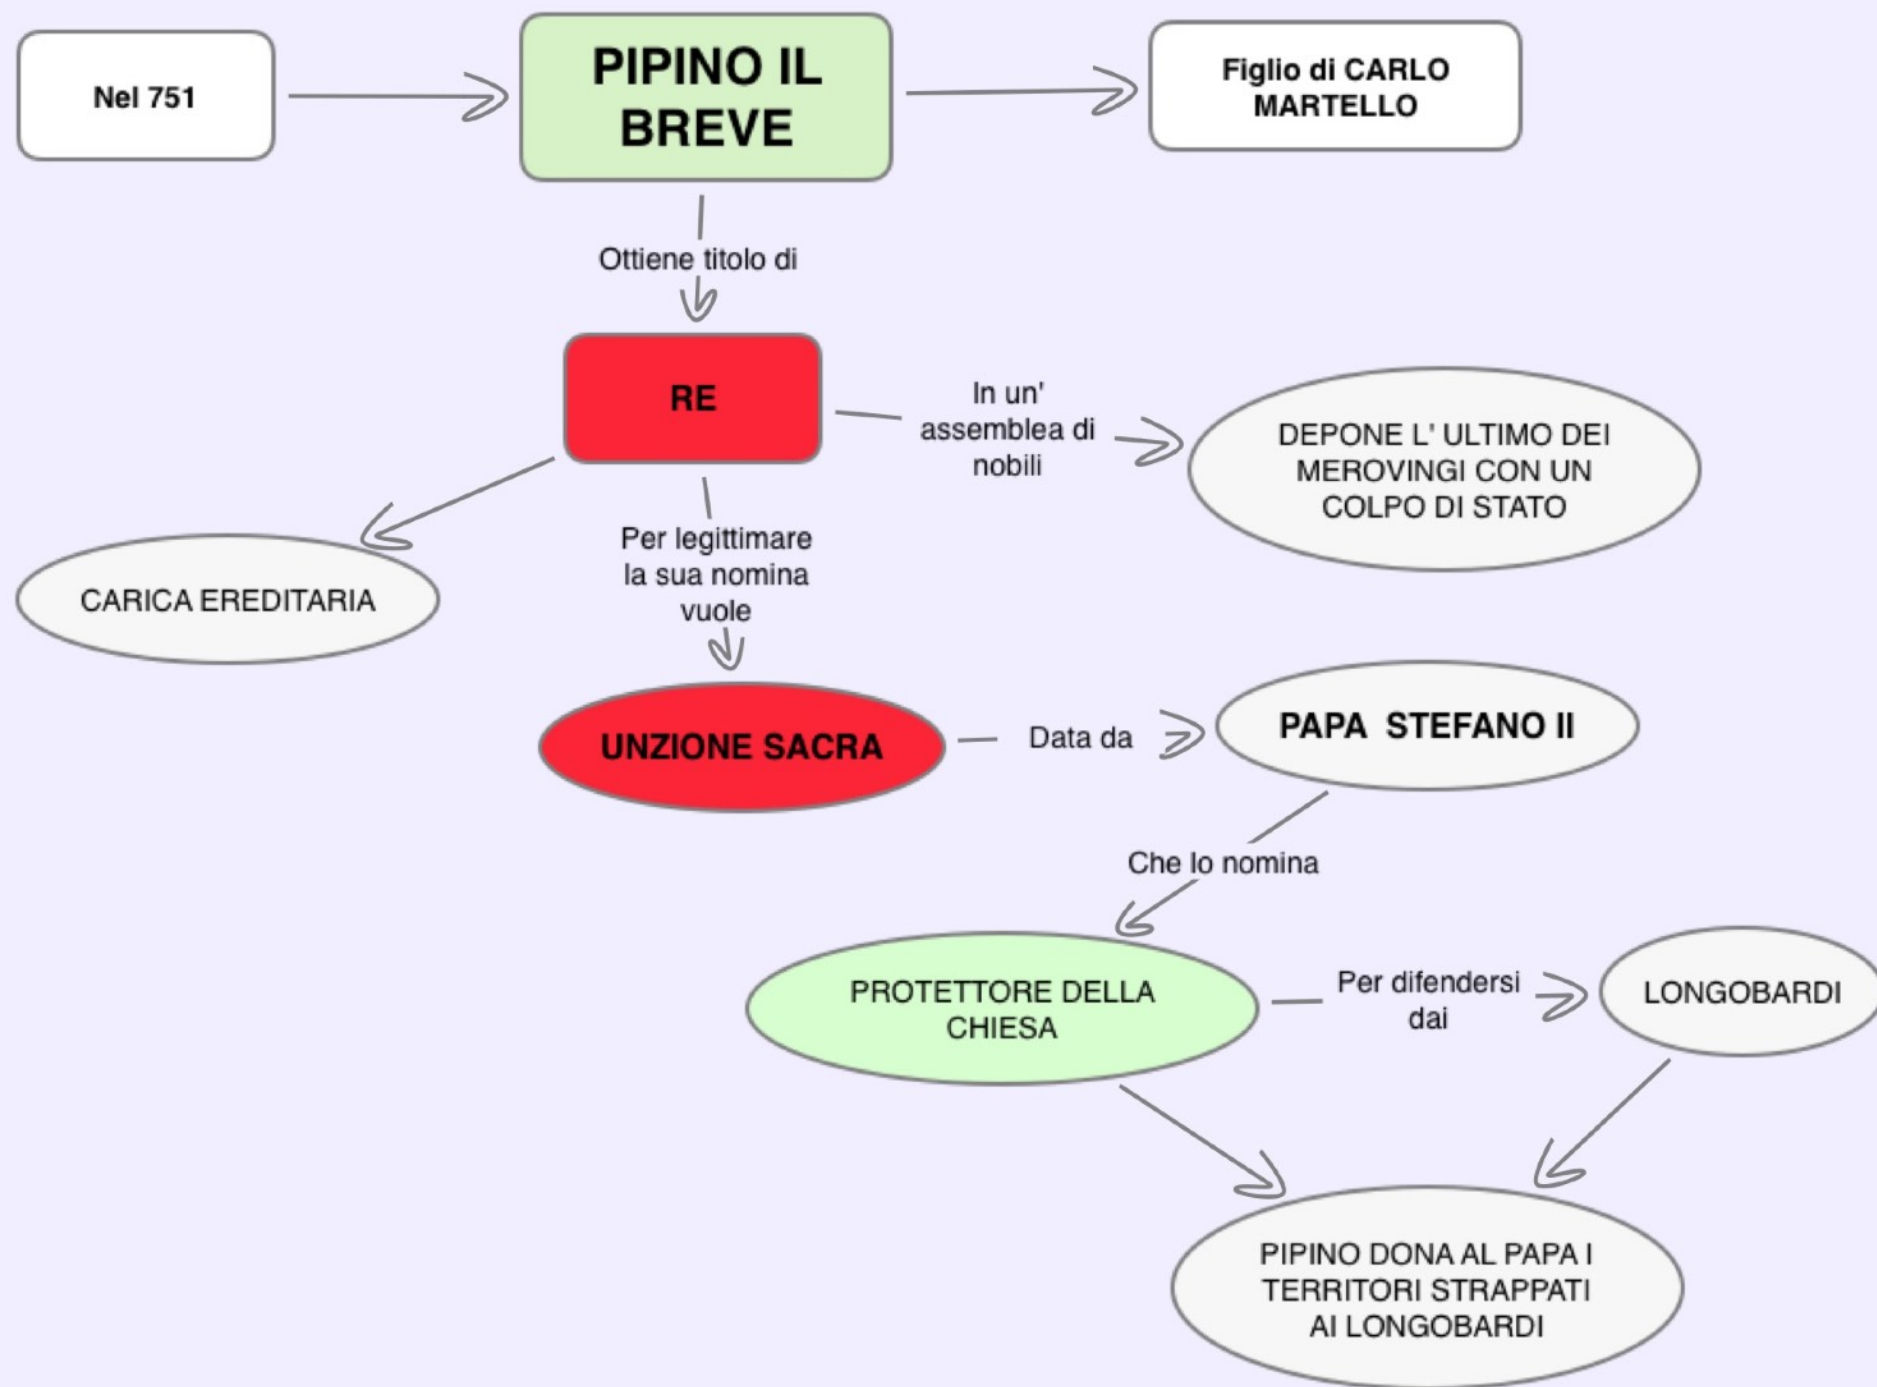 Nel 751
PIPINO IL
BREVE
Figlio di CARLO
MARTELLO
Ottiene titolo di
RE
In un'
assemblea di
nobili
DEPONE L' ULTIMO DEI
MEROVINGI CON UN
COLPO DI STATO
CARICA EREDITARIA
Per legittimare
la sua nomina
vuole
UNZIONE SACRA
Data da
PAPA  STEFANO II
Che lo nomina
PROTETTORE DELLA
CHIESA
Per difendersi
dai
LONGOBARDI
PIPINO DONA AL PAPA I
TERRITORI STRAPPATI
AI LONGOBARDI